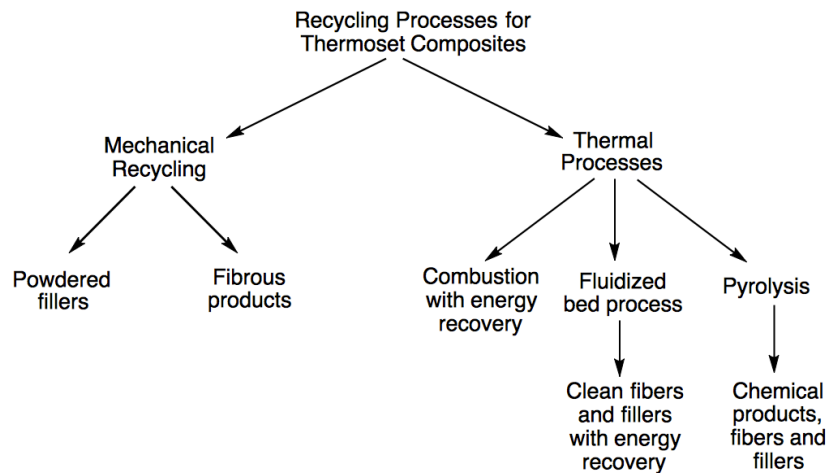 Recycling Processes for
Thermoset Composites
Mechanical
Recycling
Thermal
Processes
Powdered
fillers
Fibrous
products
Combustion
with energy
recovery
Fluidized
bed process
Pyrolysis
Clean fibers
and fillers
with energy
recovery
Chemical
products,
fibers and
fillers